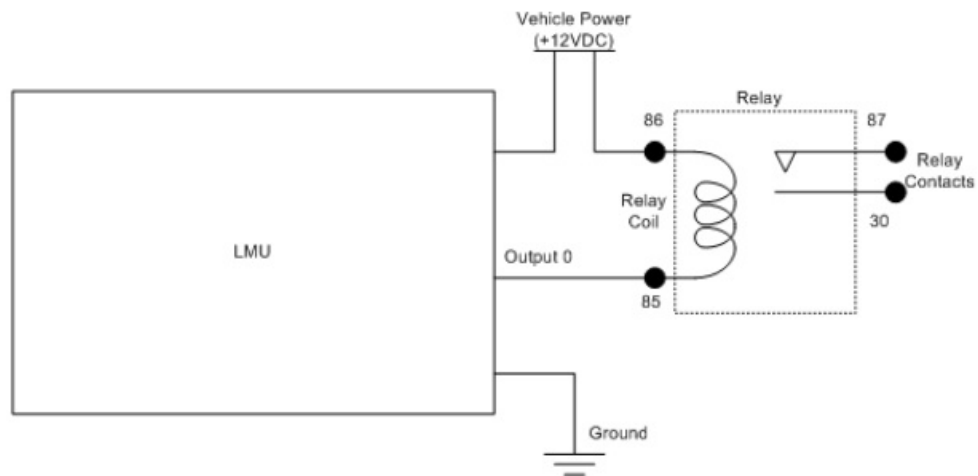 Vehicle Power
(+12VDC)
Relay
86
87
Relay
Contacts
Relay
Coil
30
LMU
Output 0
85
Ground